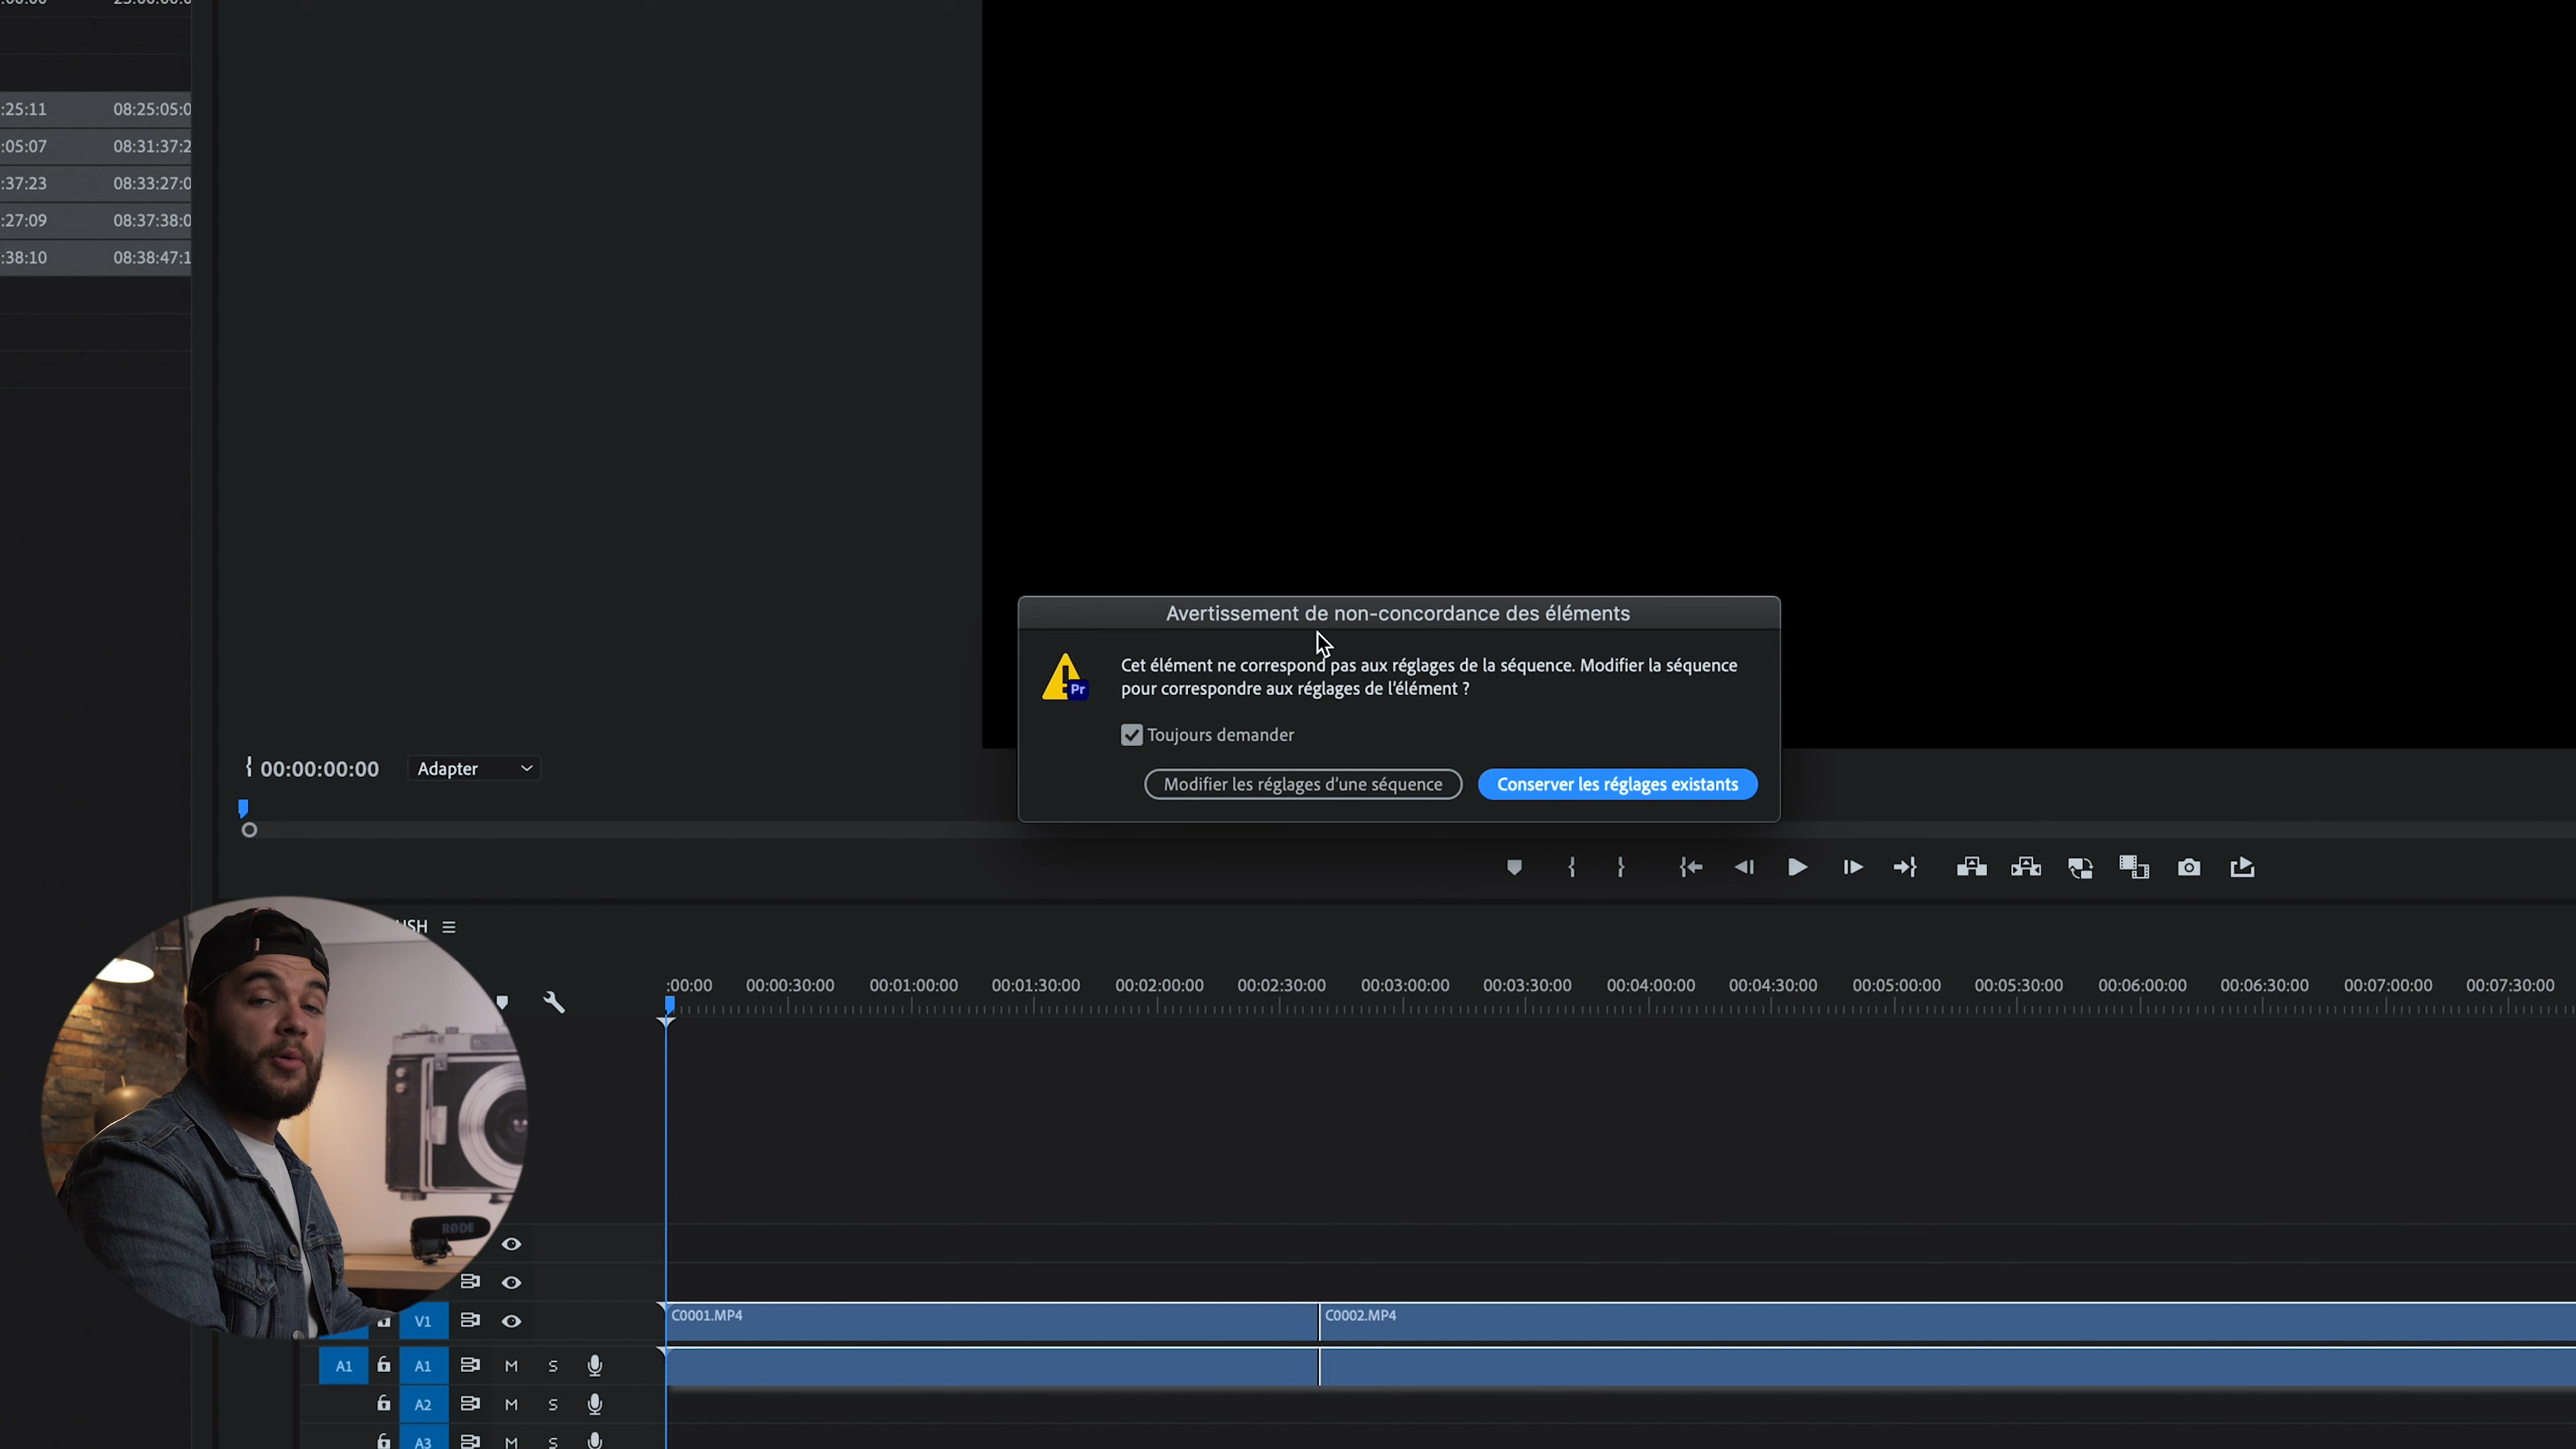 :25:11 08:25:05:0
:05:07 08:31:37:2
:37:23 08:33:27:0
:27:09 08:37:38:0
:38:10 08:38:47:1
Avertissement de non-concordance des éléments
Cet élément ne correspond pas aux réglages de la séquence. Modifier la séquence
pour correspondre aux réglages de l'élément ?
Pr
Toujours demander
Modifier les réglages d'une séquence
Conserver les réglages existants
00:00:00:00 Adapter
:00:00 00:00:30:00 00:01:00:00 00:01:30:00 00:02:00:00 00:02:30:00 00:03:00:00 00:03:30:00 00:04:00:00 00:04:30:00 00:05:00:00 00:05:30:00 00:06:00:00 00:06:30:00 00:07:00:00 00:07:30:00
RØDE
V1 C0001.MP4 C0002.MP4
A1 A1 M S
A2 M S
A3 M S